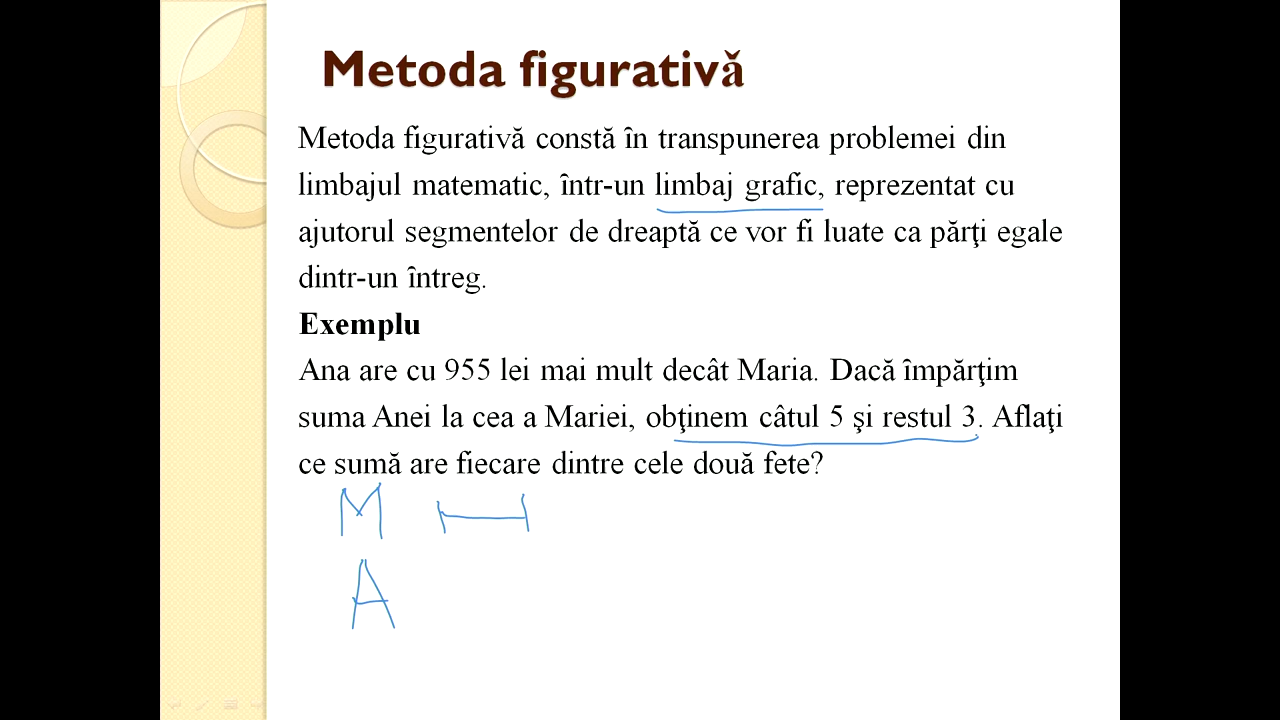 Metoda figurativă
Metoda figurativă constă în transpunerea problemei din
limbajul matematic, într-un limbaj grafic, reprezentat cu
ajutorul segmentelor de dreaptă ce vor fi luate ca părţi egale
dintr-un întreg.
Exemplu
Ana are cu 955 lei mai mult decât Maria. Dacă împărţim
suma Anei la cea a Mariei, obţinem câtul 5 şi restul 3. Aflaţi
ce sumă are fiecare dintre cele două fete?
M
A